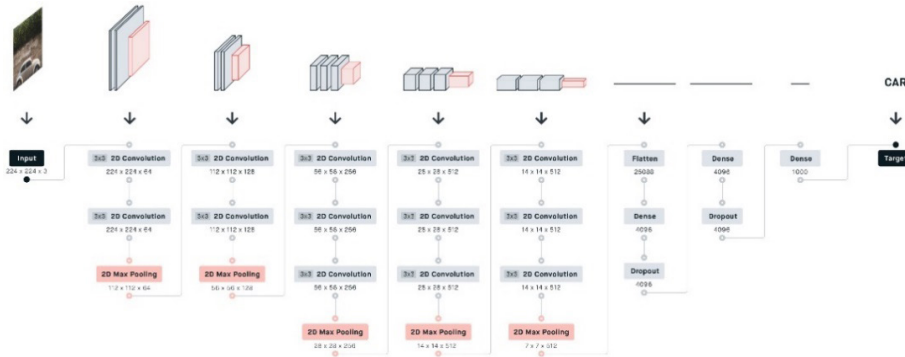 CAR
Input
224 x 224 x 3
3x3 2D Convolution
224 x 224 x 64
3x3 2D Convolution
224 x 224 x 64
2D Max Pooling
112 x 112 x 64
3x3 2D Convolution
112 x 112 x 128
3x3 2D Convolution
112 x 112 x 128
2D Max Pooling
56 x 56 x 128
3x3 2D Convolution
56 x 56 x 256
3x3 2D Convolution
56 x 56 x 256
3x3 2D Convolution
56 x 56 x 256
2D Max Pooling
28 x 28 x 256
3x3 2D Convolution
28 x 28 x 512
3x3 2D Convolution
28 x 28 x 512
3x3 2D Convolution
28 x 28 x 512
2D Max Pooling
14 x 14 x 512
3x3 2D Convolution
14 x 14 x 512
3x3 2D Convolution
14 x 14 x 512
3x3 2D Convolution
14 x 14 x 512
2D Max Pooling
7 x 7 x 512
Flatten
25088
Dense
4096
Dropout
4096
Dense
4096
Dropout
4096
Dense
1000
Target